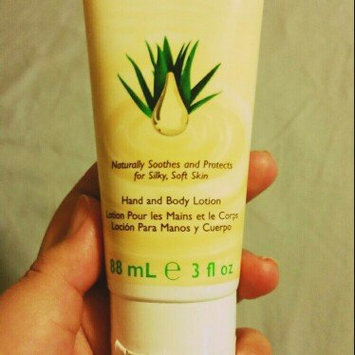 Naturally Soothes and Protects
for Silky, Soft Skin
Hand and Body Lotion
Lotion Pour les Mains et le Corps
Loción Para Manos y Cuerpo
88 mL ℮ 3 fl oz